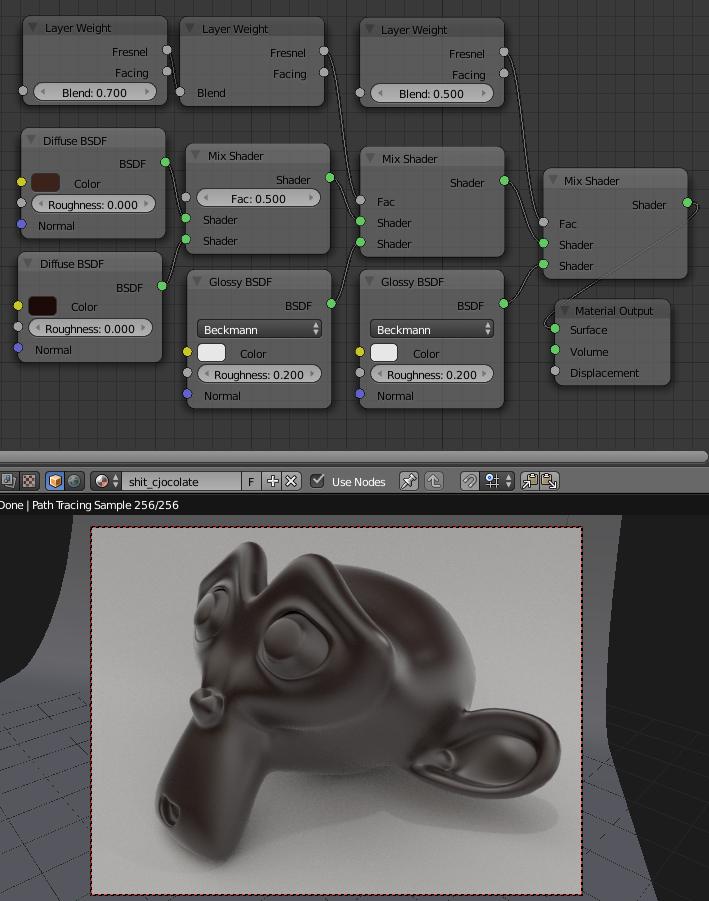 Layer Weight
Fresnel
Facing
Blend: 0.700
Layer Weight
Fresnel
Facing
Blend
Layer Weight
Fresnel
Facing
Blend: 0.500
Diffuse BSDF
BSDF
Color
Roughness: 0.000
Normal
Mix Shader
Shader
Fac: 0.500
Shader
Shader
Mix Shader
Shader
Fac
Shader
Shader
Mix Shader
Shader
Fac
Shader
Shader
Diffuse BSDF
BSDF
Color
Roughness: 0.000
Normal
Glossy BSDF
BSDF
Beckmann
Color
Roughness: 0.200
Normal
Glossy BSDF
BSDF
Beckmann
Color
Roughness: 0.200
Normal
Material Output
Surface
Volume
Displacement
shit_cjocolate F Use Nodes
Done | Path Tracing Sample 256/256